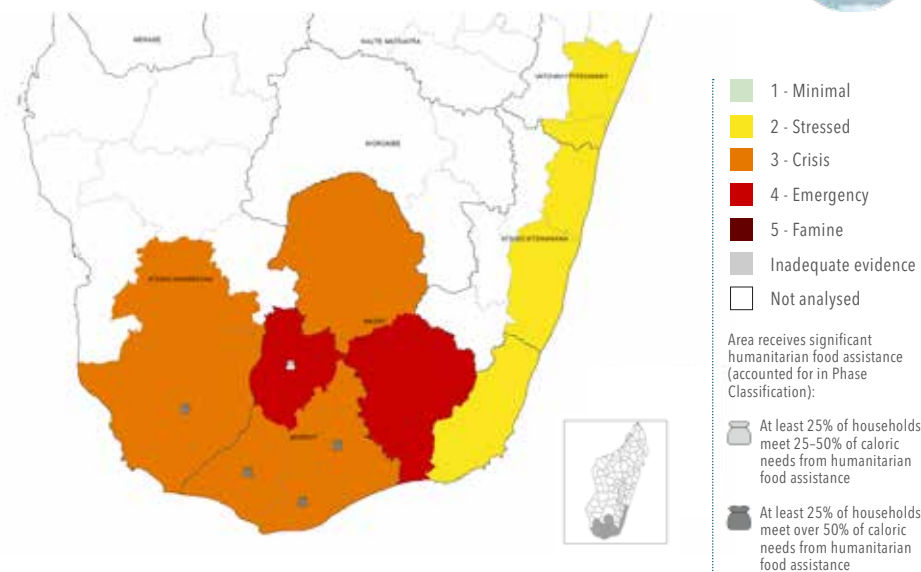 MENABE
HAUTE MATSIATRA
IHOROMBE
ANDROY
1 - Minimal
2 - Stressed
3 - Crisis
4 - Emergency
5 - Famine
Inadequate evidence
Not analysed
Area receives significant
humanitarian food assistance
(accounted for in Phase
Classification):
At least 25% of households
meet 25–50% of caloric
needs from humanitarian
food assistance
At least 25% of households
meet over 50% of caloric
needs from humanitarian
food assistance